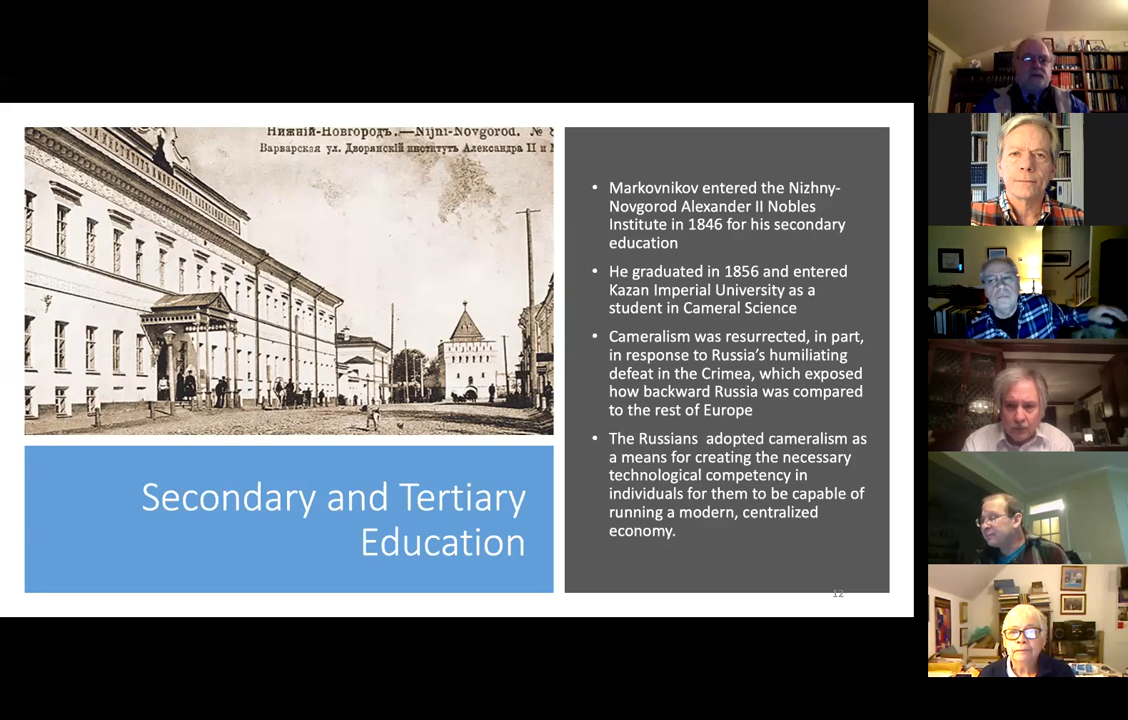 Нижній-Новгородъ.—Nijni-Novgorod. №
Варварская ул. Дворянскій институтъ Александра II и
Secondary and Tertiary
Education
• Markovnikov entered the Nizhny-
Novgorod Alexander II Nobles
Institute in 1846 for his secondary
education
• He graduated in 1856 and entered
Kazan Imperial University as a
student in Cameral Science
• Cameralism was resurrected, in part,
in response to Russia’s humiliating
defeat in the Crimea, which exposed
how backward Russia was compared
to the rest of Europe
• The Russians adopted cameralism as
a means for creating the necessary
technological competency in
individuals for them to be capable of
running a modern, centralized
economy.
12